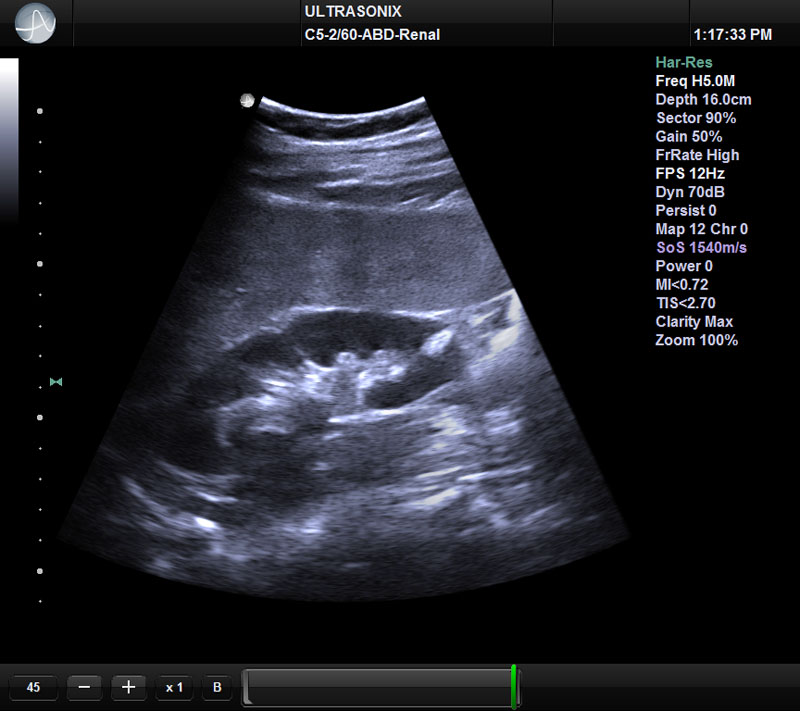 ULTRASONIX
C5-2/60-ABD-Renal
1:17:33 PM
Har-Res
Freq H5.0M
Depth 16.0cm
Sector 90%
Gain 50%
FrRate High
FPS 12Hz
Dyn 70dB
Persist 0
Map 12 Chr 0
SoS 1540m/s
Power 0
MI<0.72
TIS<2.70
Clarity Max
Zoom 100%
45 − + x 1 B